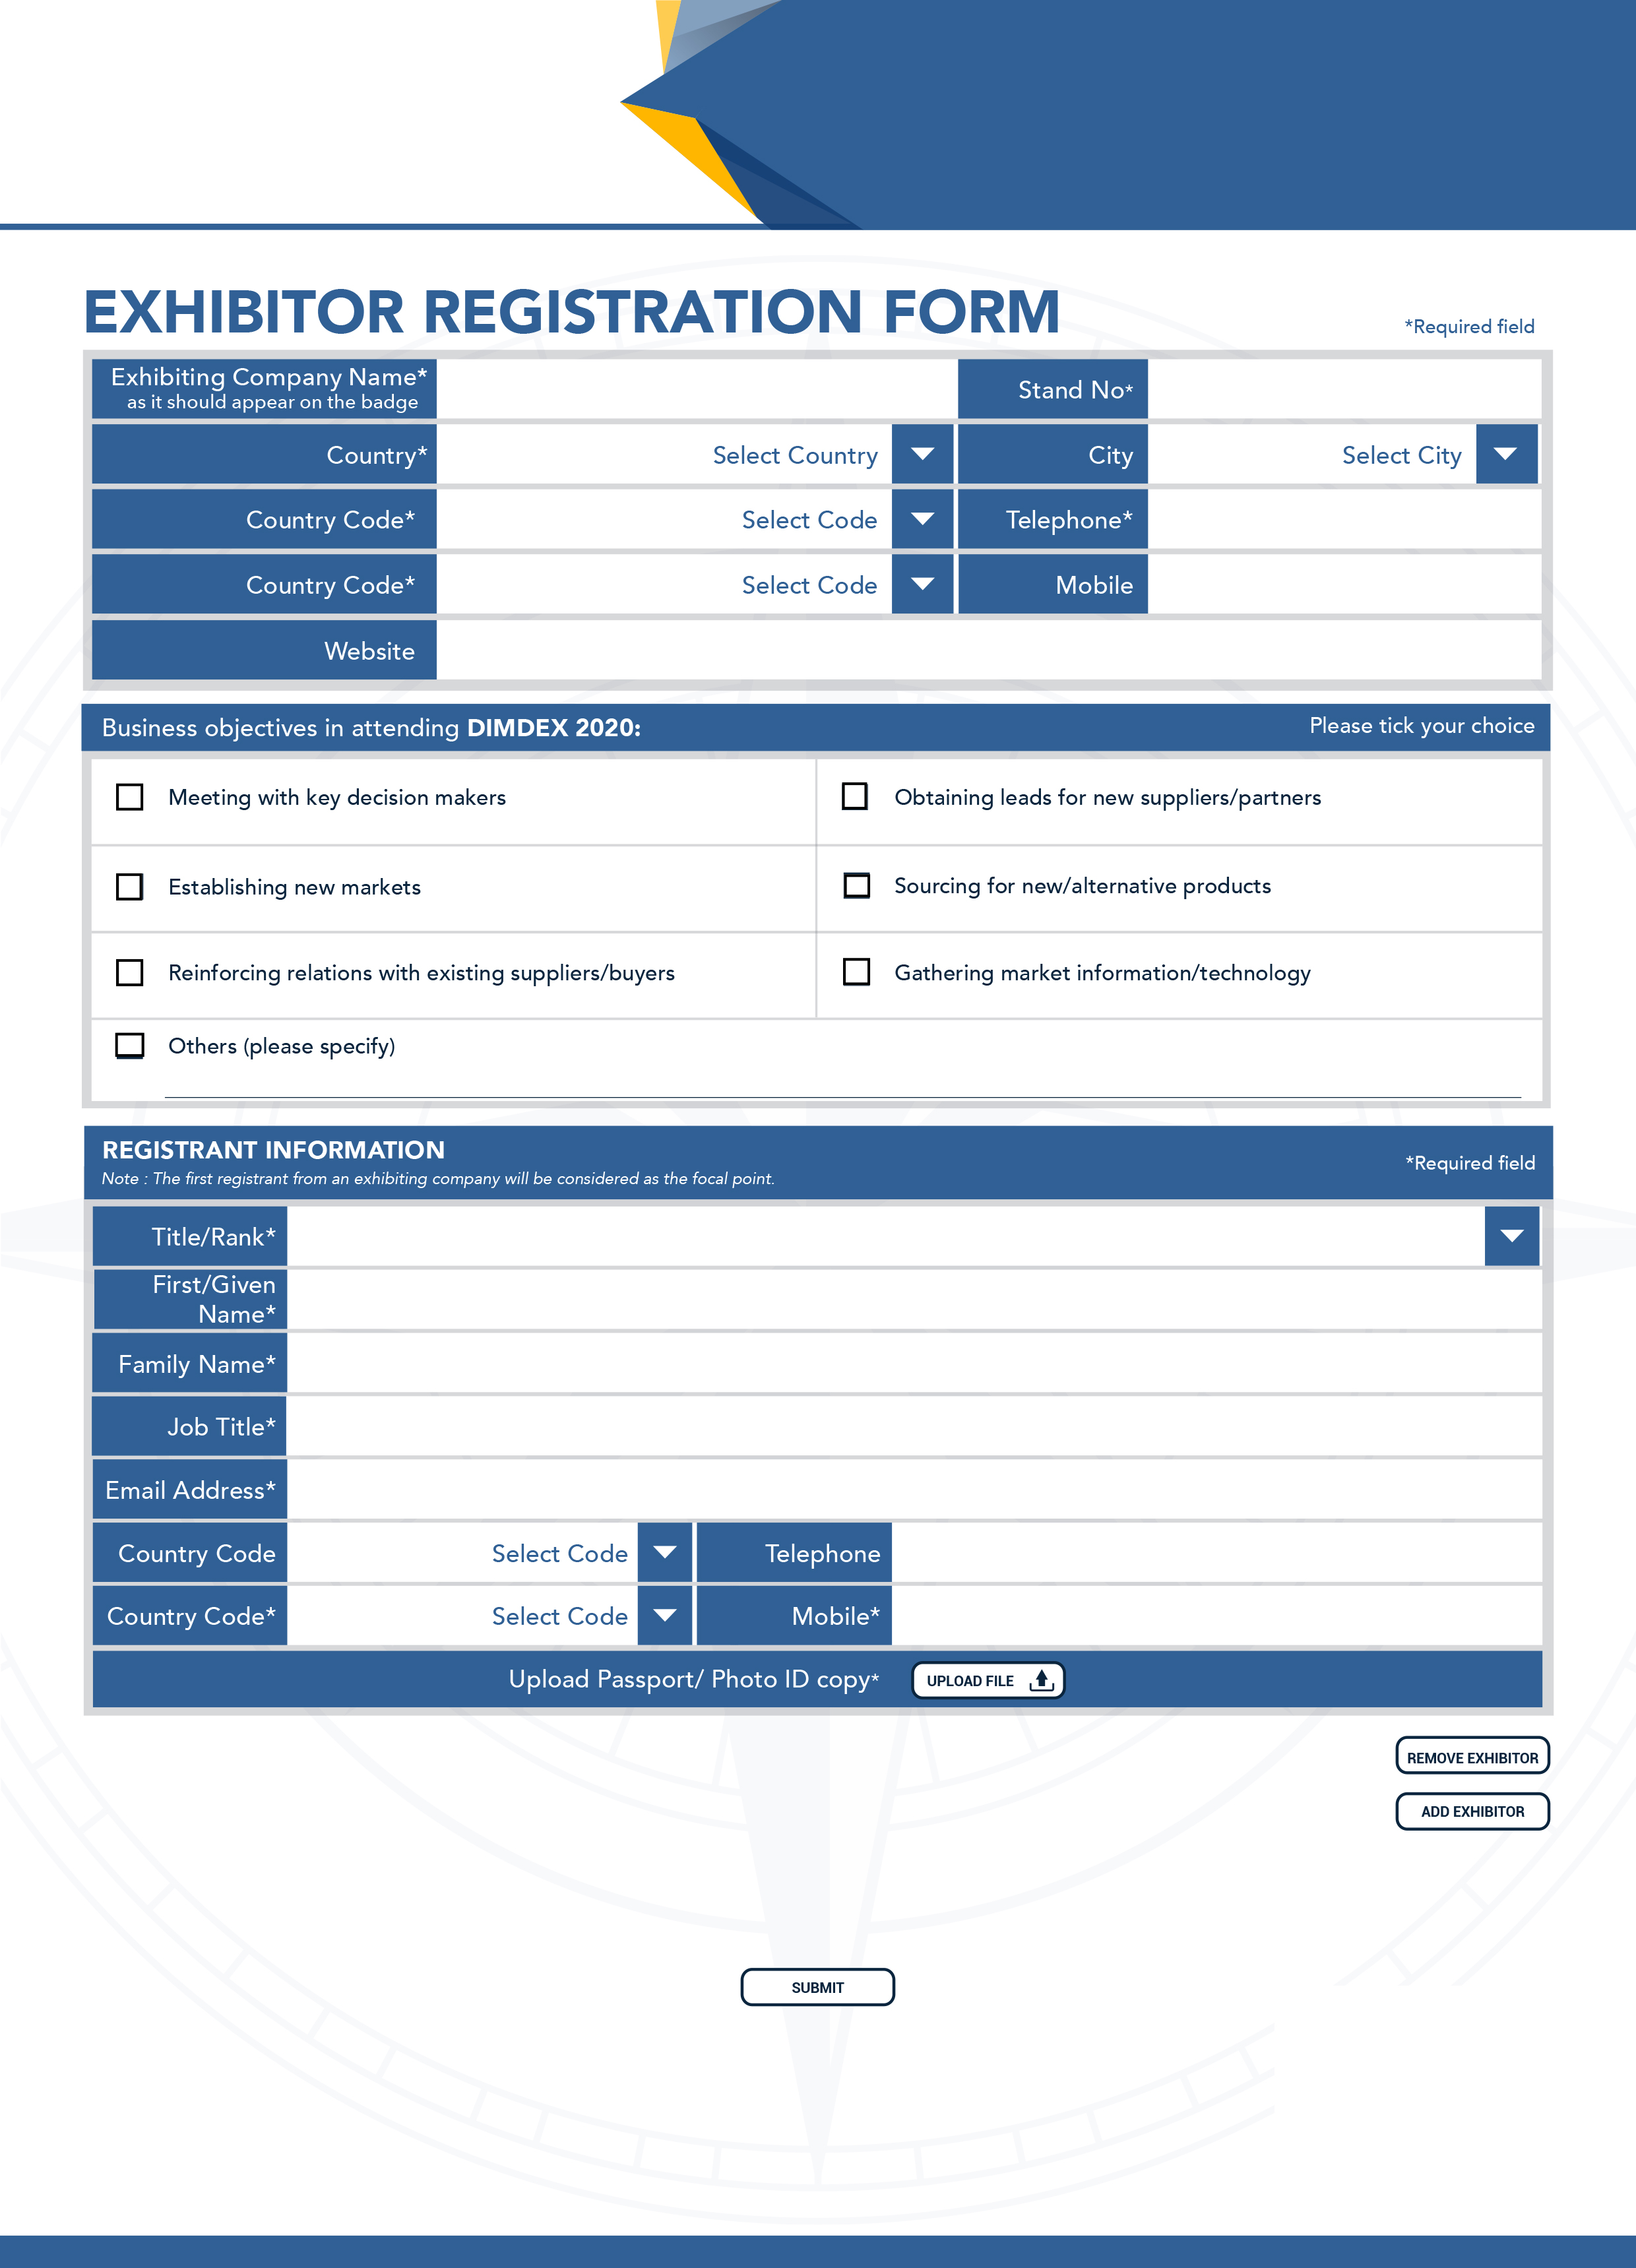 EXHIBITOR REGISTRATION FORM
*Required field
Exhibiting Company Name*
as it should appear on the badge
Stand No*
Country*
Select Country
City
Select City
Country Code*
Select Code
Telephone*
Country Code*
Select Code
Mobile
Website
Business objectives in attending DIMDEX 2020:
Please tick your choice
Meeting with key decision makers
Obtaining leads for new suppliers/partners
Establishing new markets
Sourcing for new/alternative products
Reinforcing relations with existing suppliers/buyers
Gathering market information/technology
Others (please specify)
REGISTRANT INFORMATION
Note : The first registrant from an exhibiting company will be considered as the focal point.
*Required field
Title/Rank*
First/Given
Name*
Family Name*
Job Title*
Email Address*
Country Code
Select Code
Telephone
Country Code*
Select Code
Mobile*
Upload Passport/ Photo ID copy*
UPLOAD FILE
REMOVE EXHIBITOR
ADD EXHIBITOR
SUBMIT